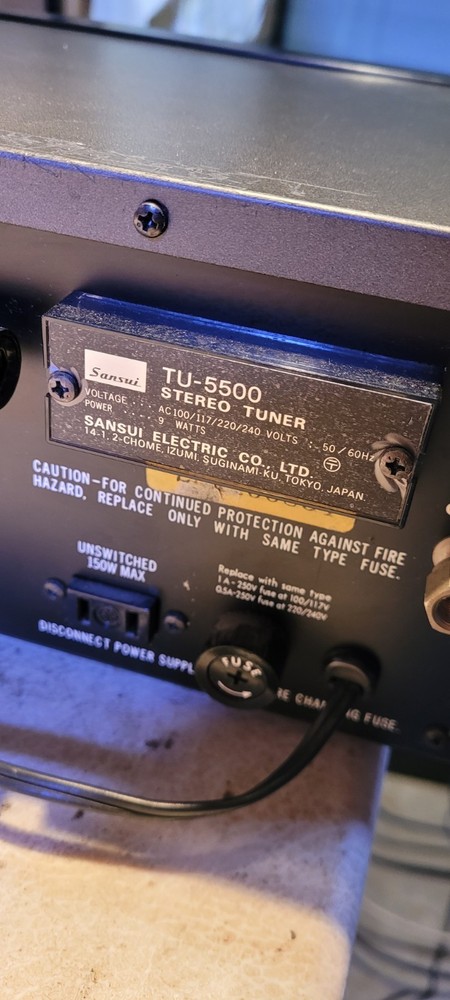 Sansui
TU-5500
STEREO TUNER
VOLTAGE . . . AC100/117/220/240 VOLTS : 50/60Hz
POWER . . . . 9 WATTS
SANSUI ELECTRIC CO., LTD.
14-1, 2-CHOME, IZUMI, SUGINAMI-KU, TOKYO, JAPAN.
CAUTION-FOR CONTINUED PROTECTION AGAINST FIRE
HAZARD, REPLACE ONLY WITH SAME TYPE FUSE.
UNSWITCHED
150W MAX
Replace with same type
1A-250V fuse at 100/117V
0.5A-250V fuse at 220/240V
DISCONNECT POWER SUPPL RE CHANGING FUSE.
FUSE